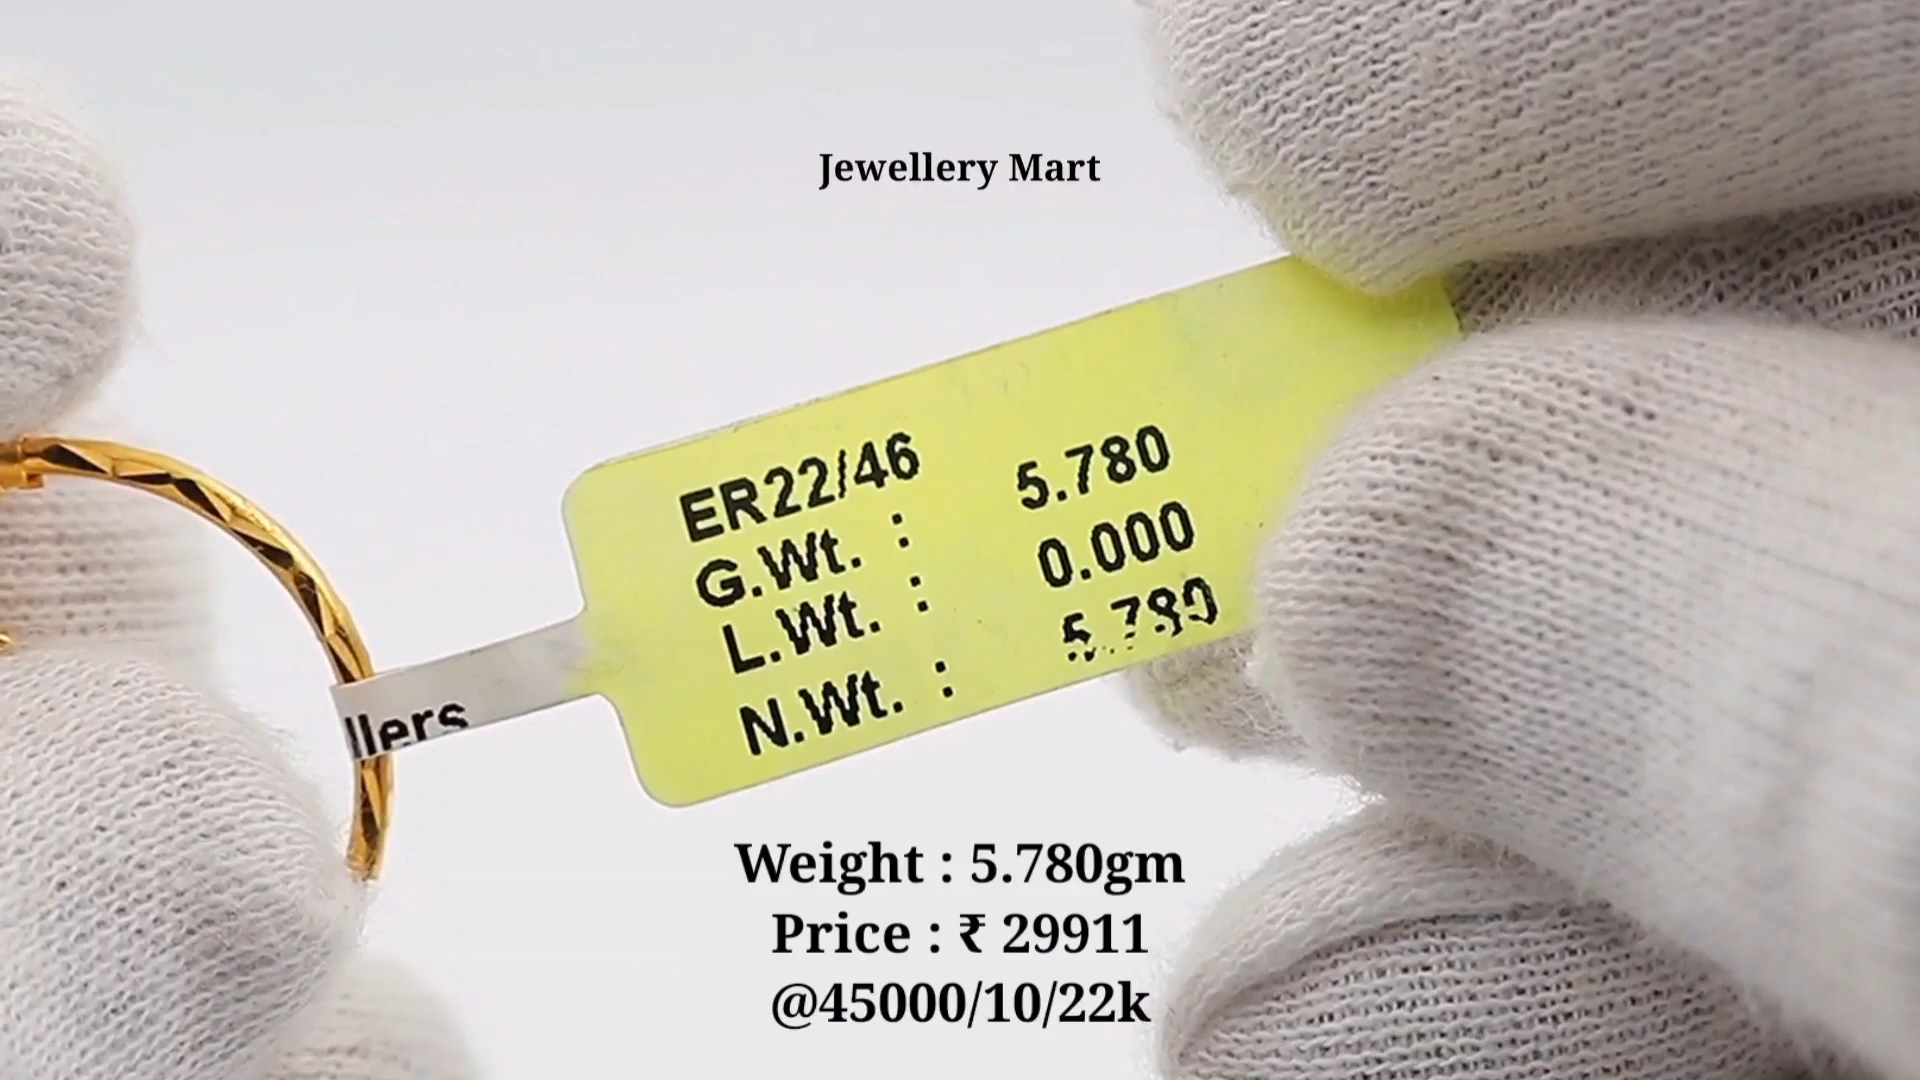 Jewellery Mart
ER22/46
G.Wt. : 5.780
L.Wt. : 0.000
N.Wt. : 5.780
llers
Weight : 5.780gm
Price : ₹ 29911
@45000/10/22k